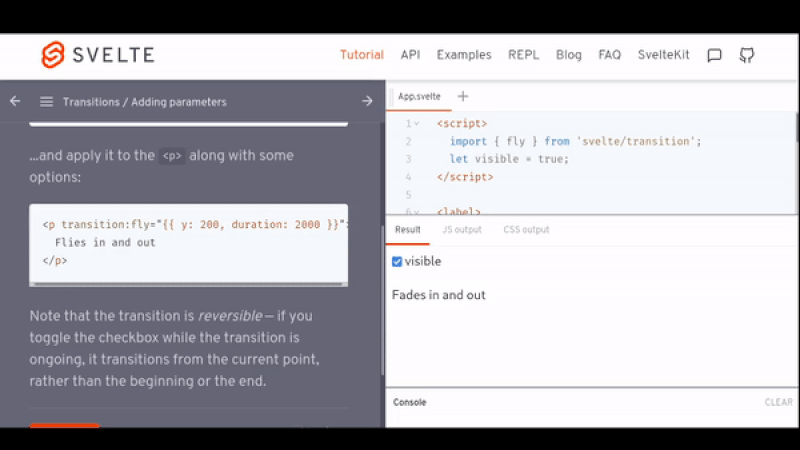 SVELTE
Tutorial API Examples REPL Blog FAQ SvelteKit
Transitions / Adding parameters
...and apply it to the <p> along with some
options:
<p transition:fly="{{ y: 200, duration: 2000 }}">
Flies in and out
</p>
Note that the transition is reversible — if you
toggle the checkbox while the transition is
ongoing, it transitions from the current point,
rather than the beginning or the end.
App.svelte +
1 <script>
2 import { fly } from 'svelte/transition';
3 let visible = true;
4 </script>
5
6 <label>
Result JS output CSS output
visible
Fades in and out
Console CLEAR